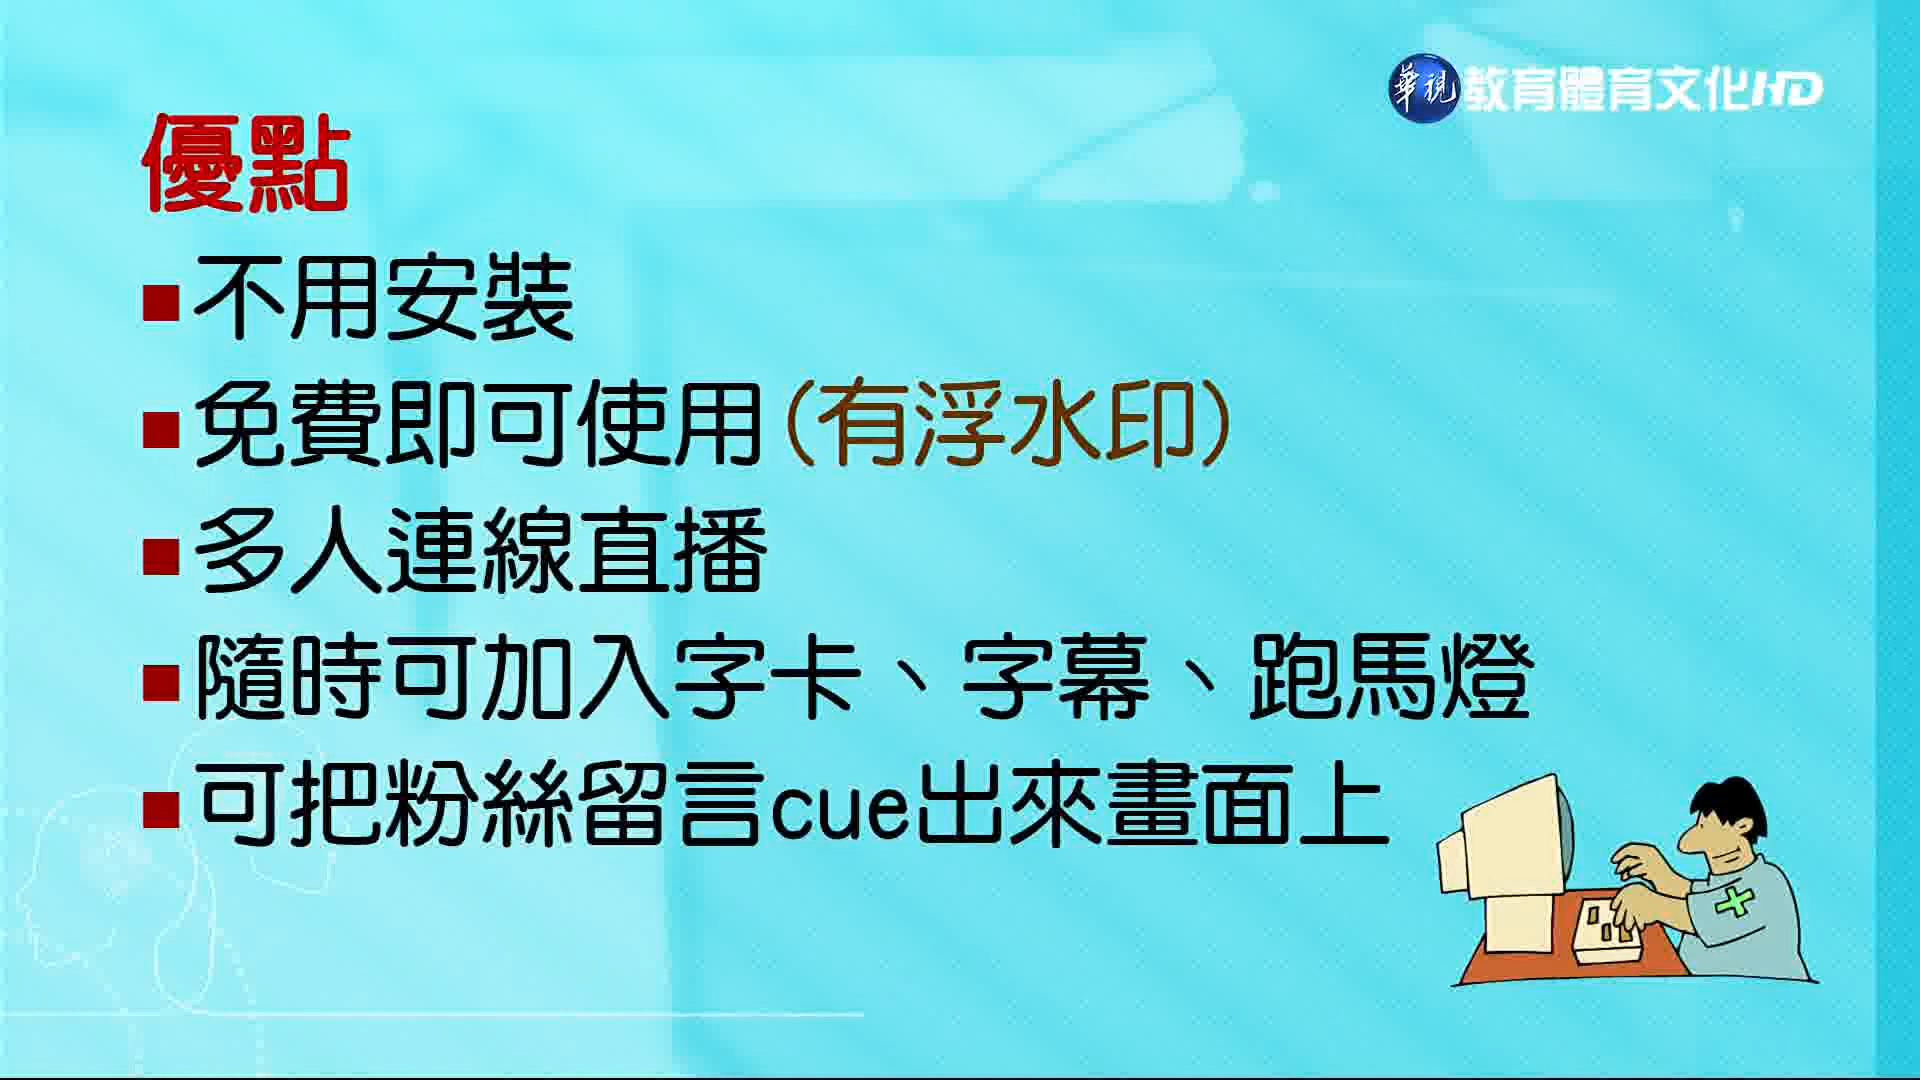 華視 教育體育文化HD
優點
不用安裝
免費即可使用(有浮水印)
多人連線直播
隨時可加入字卡、字幕、跑馬燈
可把粉絲留言cue出來畫面上